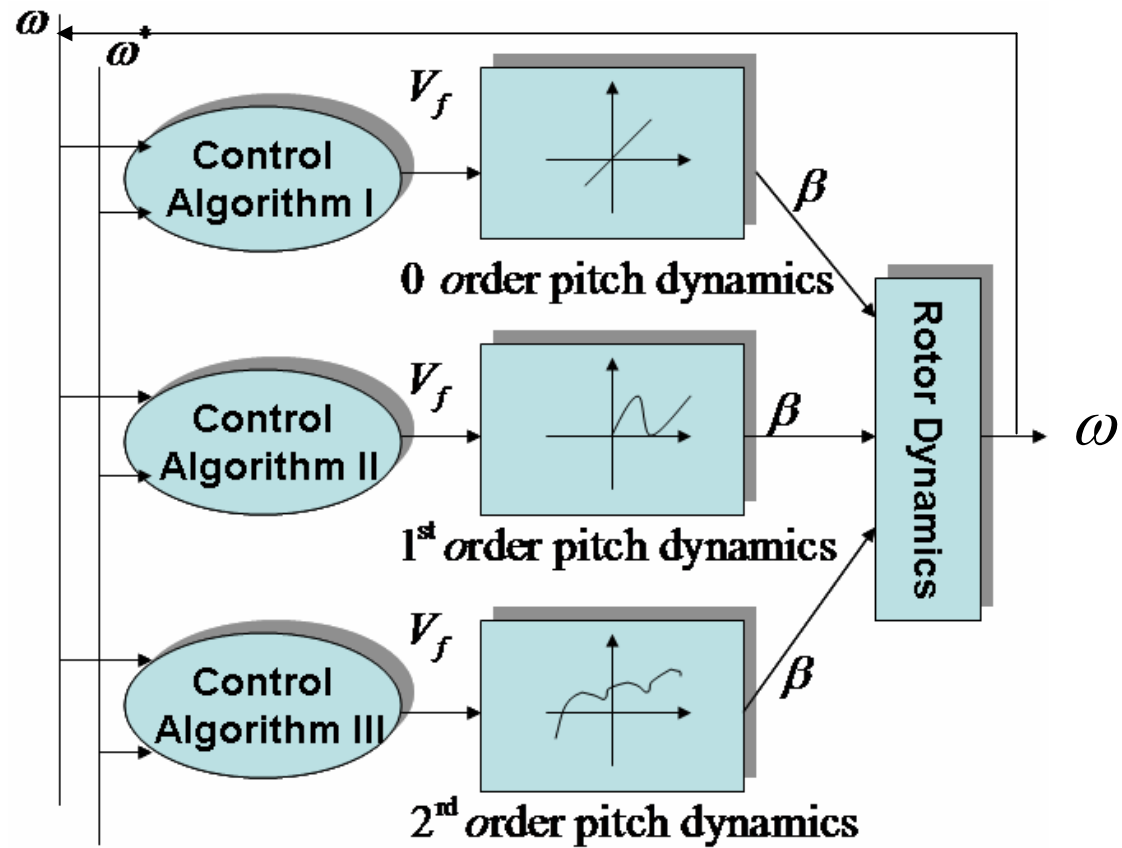 ω
ω*
Control
Algorithm I
V_f
β
0 order pitch dynamics
Control
Algorithm II
V_f
β
1st order pitch dynamics
Rotor Dynamics
ω
Control
Algorithm III
V_f
β
2nd order pitch dynamics